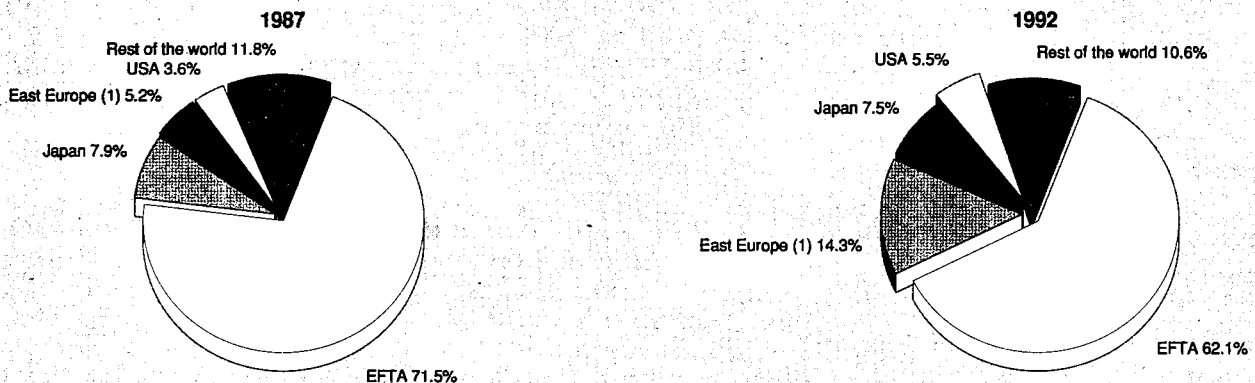 1987
Rest of the world 11.8%
USA 3.6%
East Europe (1) 5.2%
Japan 7.9%
EFTA 71.5%
1992
USA 5.5%
Rest of the world 10.6%
Japan 7.5%
East Europe (1) 14.3%
EFTA 62.1%